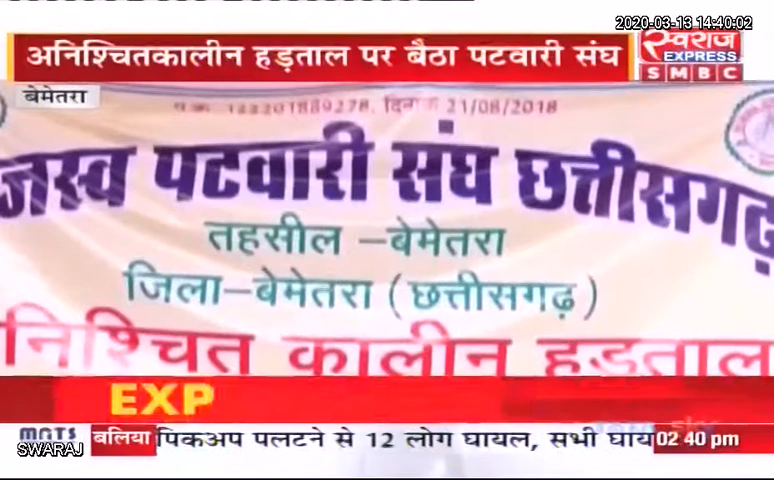 2020-03-13 14:40:02
अनिश्चितकालीन हड़ताल पर बैठा पटवारी संघ
स्वराज
EXPRESS
SMBC
बेमेतरा
21/08/2018
जस्व पटवारी संघ छत्तीसगढ़
तहसील -बेमेतरा
जिला-बेमेतरा (छत्तीसगढ़)
निश्चित कालीन हड़ताल
EXP
SWARAJ
बलिया
पिकअप पलटने से 12 लोग घायल, सभी घाय
02 40 pm